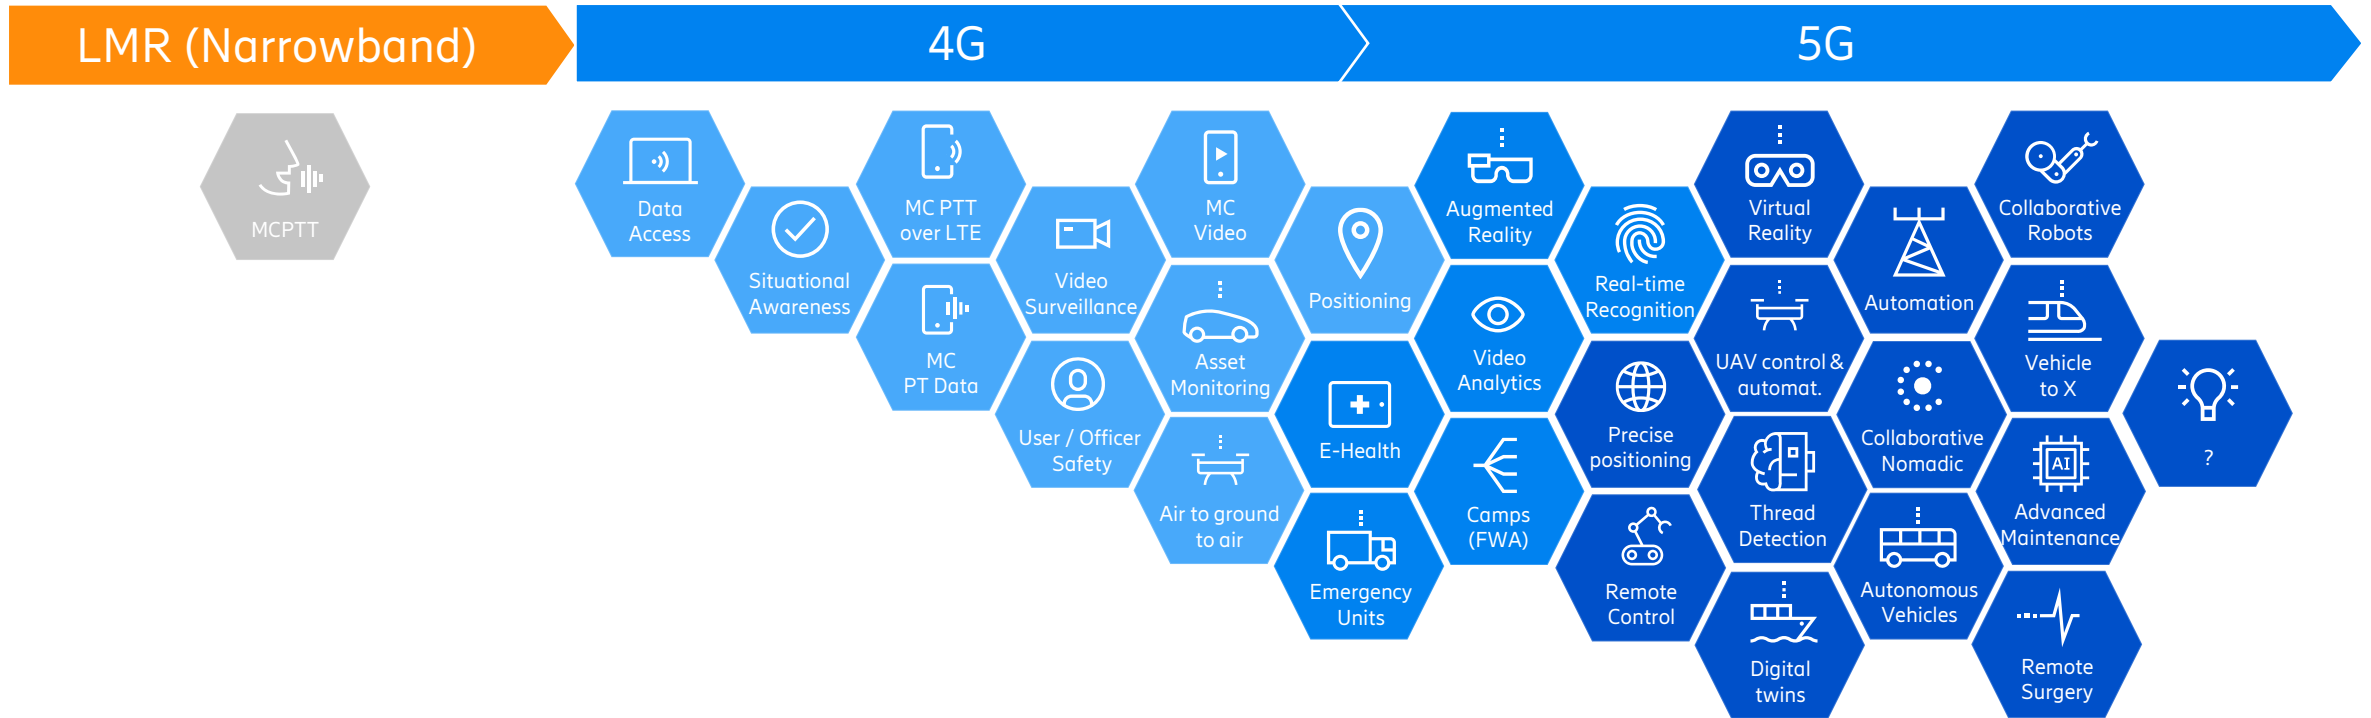 LMR (Narrowband)
4G
5G
MCPTT
Data
Access
Situational
Awareness
MC PTT
over LTE
MC
PT Data
Video
Surveillance
User / Officer
Safety
MC
Video
Asset
Monitoring
Air to ground
to air
Positioning
E-Health
Emergency
Units
Augmented
Reality
Video
Analytics
Camps
(FWA)
Real-time
Recognition
Precise
positioning
Remote
Control
Virtual
Reality
UAV control &
automat.
Thread
Detection
Digital
twins
Automation
Collaborative
Nomadic
Autonomous
Vehicles
Collaborative
Robots
Vehicle
to X
AI
Advanced
Maintenance
Remote
Surgery
?